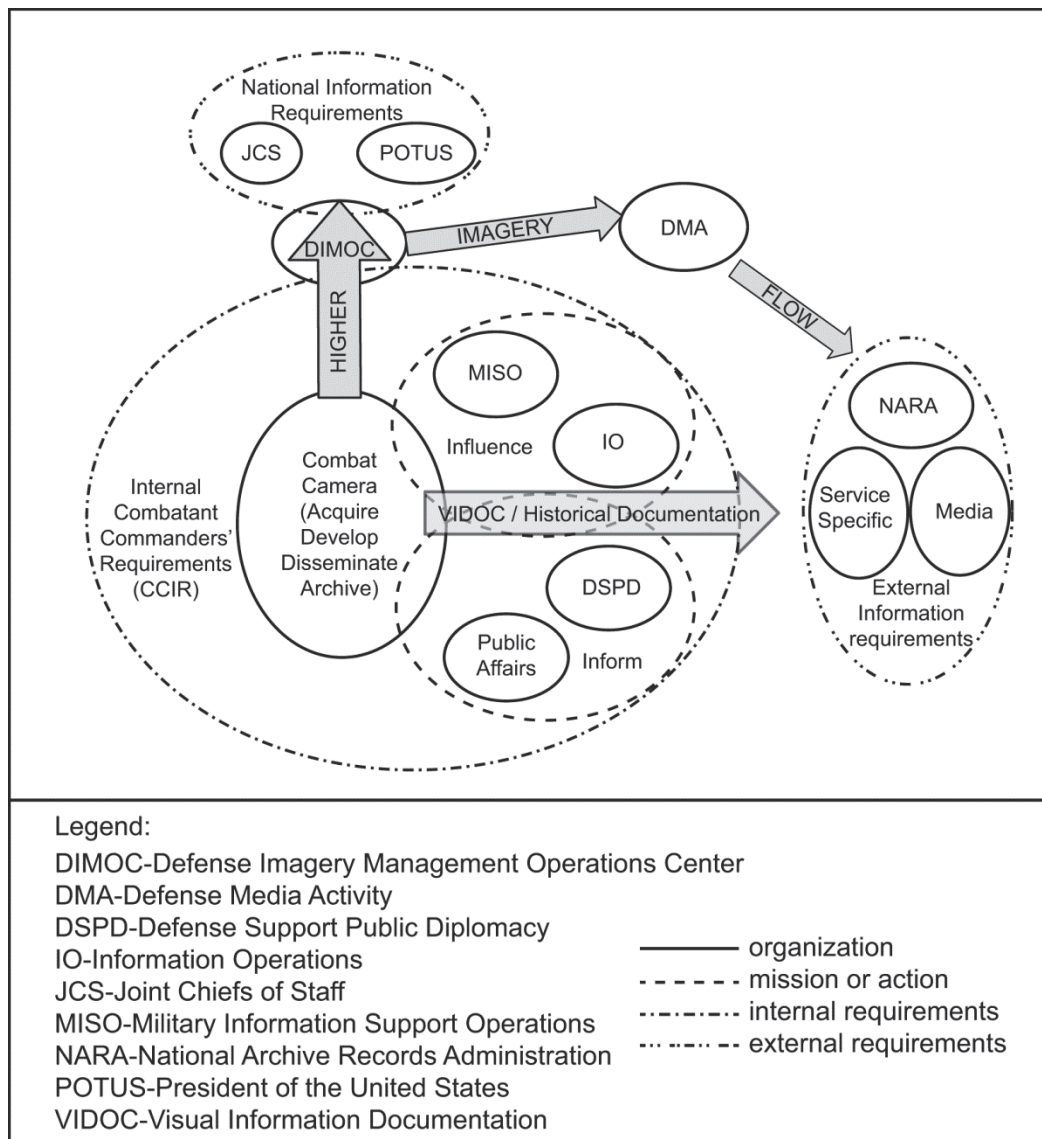 National Information
Requirements
JCS
POTUS
DIMOC
IMAGERY
DMA
FLOW
HIGHER
MISO
NARA
Influence
IO
Internal
Combatant
Commanders'
Requirements
(CCIR)
Combat
Camera
(Acquire
Develop
Disseminate
Archive)
VIDOC / Historical Documentation
Service
Specific
Media
DSPD
External
Information
requirements
Public
Affairs
Inform
Legend:
DIMOC-Defense Imagery Management Operations Center
DMA-Defense Media Activity
DSPD-Defense Support Public Diplomacy
IO-Information Operations
JCS-Joint Chiefs of Staff
MISO-Military Information Support Operations
NARA-National Archive Records Administration
POTUS-President of the United States
VIDOC-Visual Information Documentation
organization
mission or action
internal requirements
external requirements